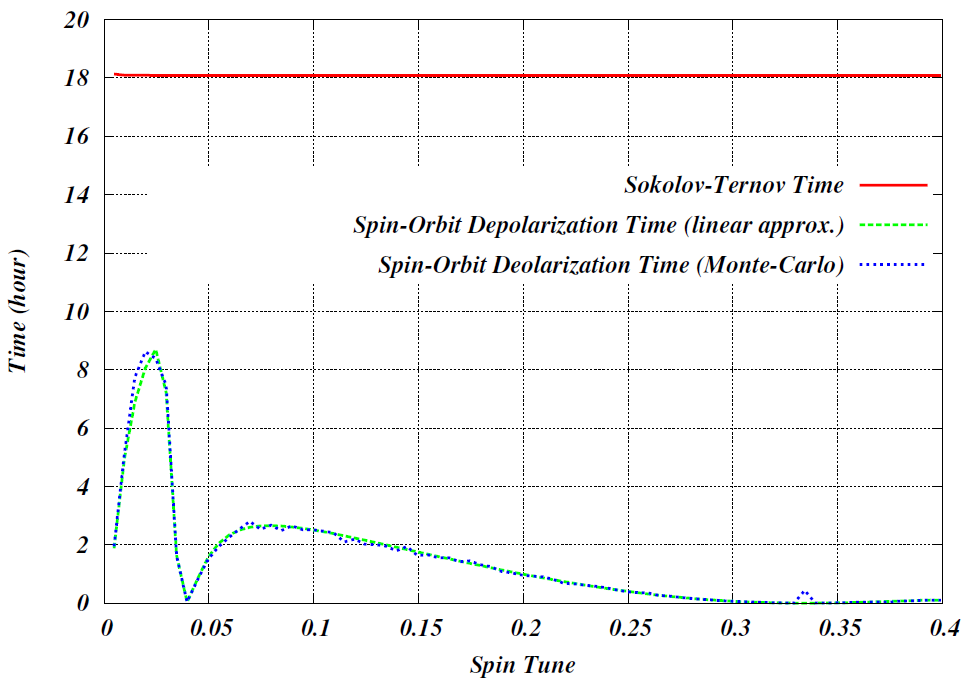 20
18
16
14
12
10
8
6
4
2
0
Time (hour)
Sokolov-Ternov Time
Spin-Orbit Depolarization Time (linear approx.)
Spin-Orbit Deolarization Time (Monte-Carlo)
0 0.05 0.1 0.15 0.2 0.25 0.3 0.35 0.4
Spin Tune